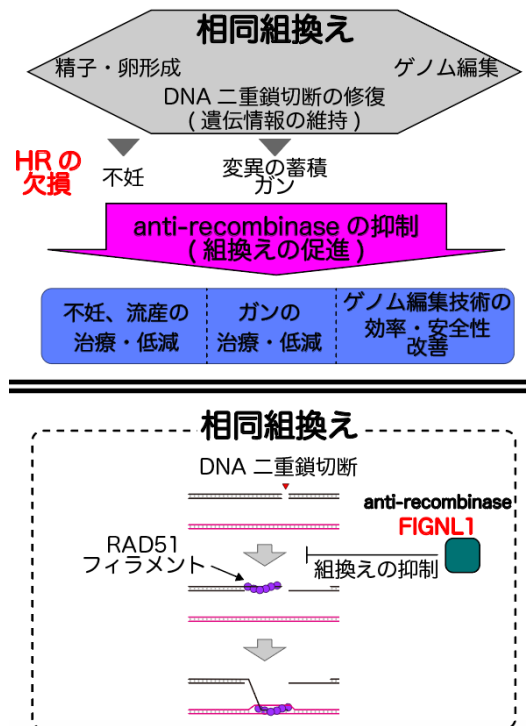 相同組換え
精子・卵形成
ゲノム編集
DNA 二重鎖切断の修復
( 遺伝情報の維持 )
HR の
欠損
不妊
変異の蓄積
ガン
anti-recombinase の抑制
( 組換えの促進 )
不妊、流産の
治療・低減
ガンの
治療・低減
ゲノム編集技術の
効率・安全性
改善
相同組換え
DNA 二重鎖切断
anti-recombinase
FIGNL1
RAD51
フィラメント
組換えの抑制